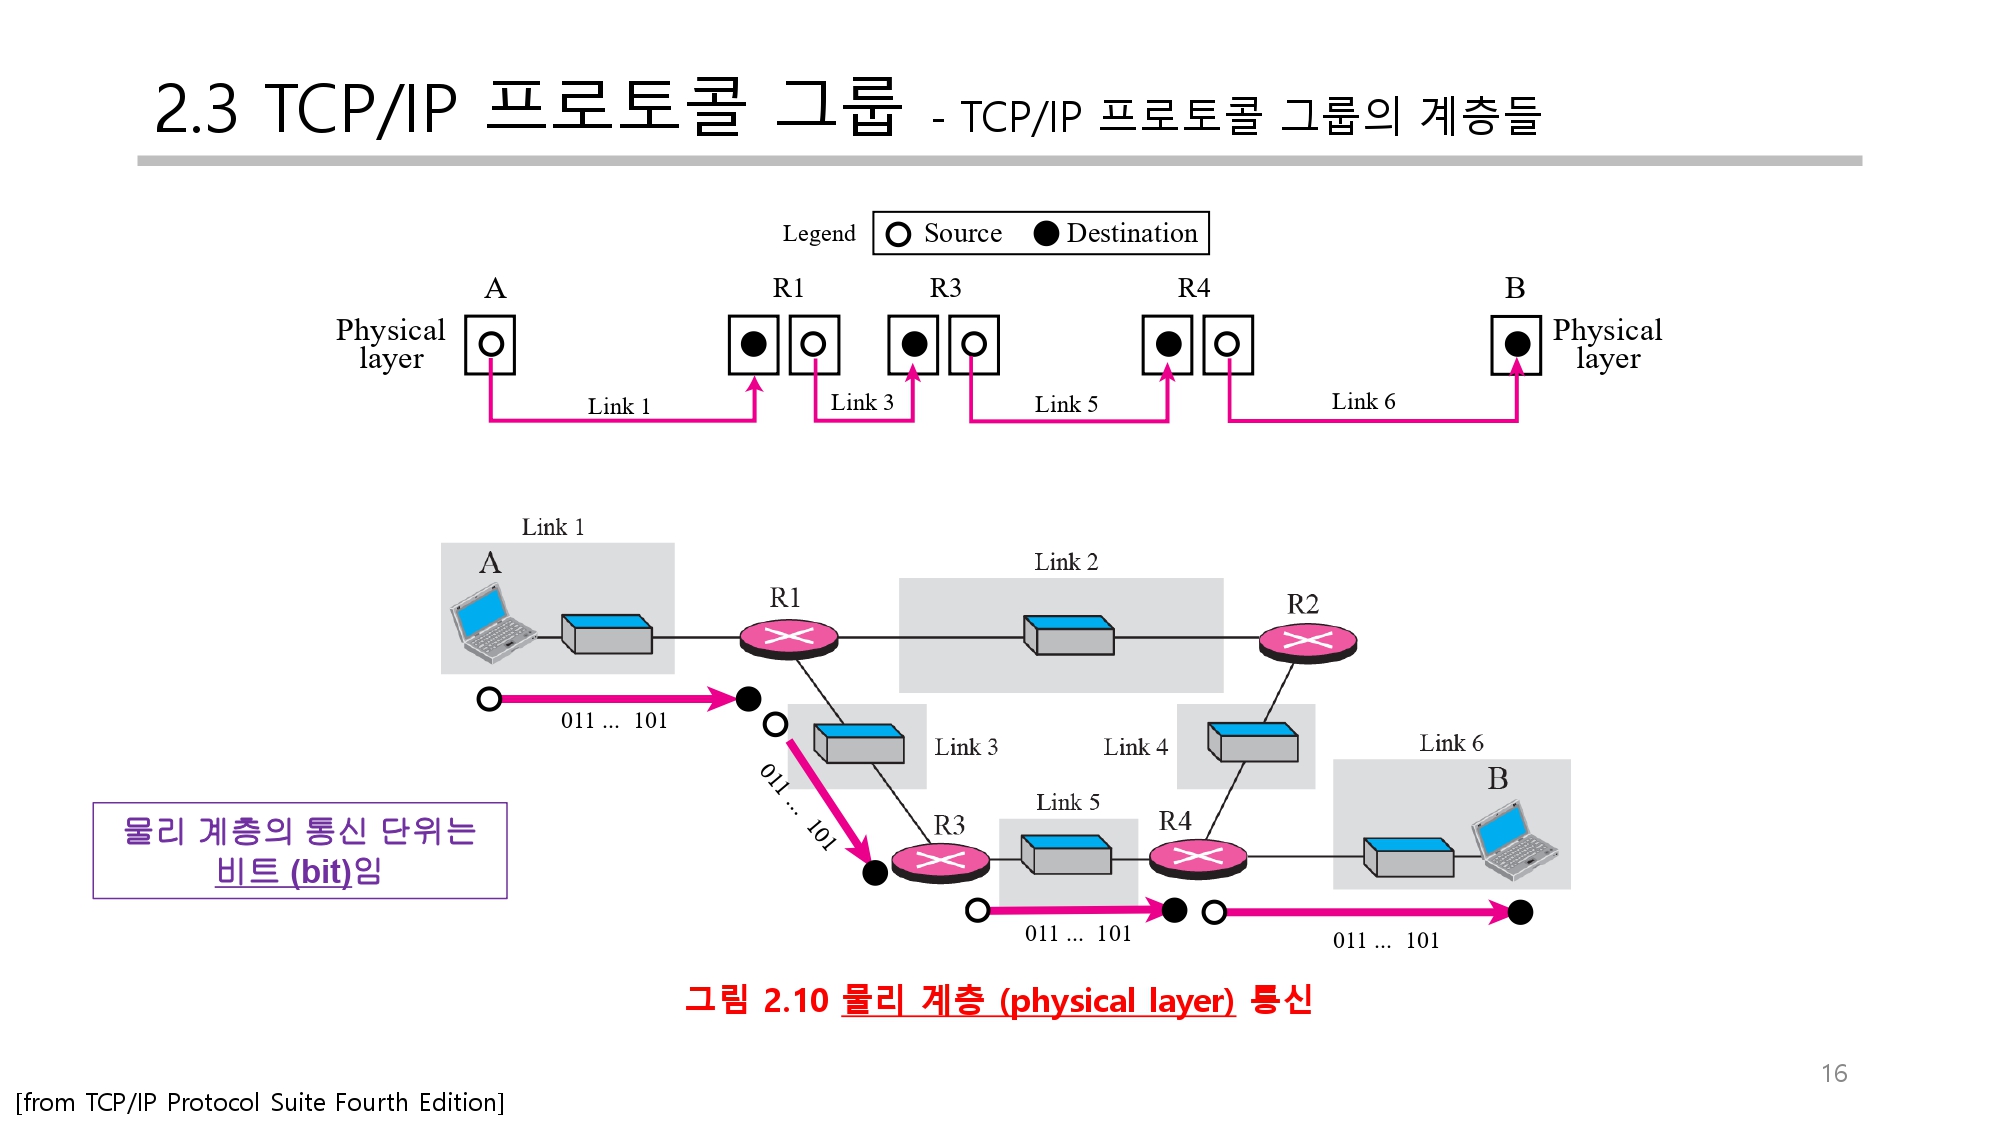 2.3 TCP/IP 프로토콜 그룹 - TCP/IP 프로토콜 그룹의 계층들
Legend Source Destination
A R1 R3 R4 B
Physical
layer
Physical
layer
Link 1 Link 3 Link 5 Link 6
Link 1
A
Link 2
R1
R2
011 ... 101
Link 3
Link 4
Link 6
B
011 ... 101
Link 5
R3
R4
물리 계층의 통신 단위는
비트 (bit)임
011 ... 101
011 ... 101
그림 2.10 물리 계층 (physical layer) 통신
16
[from TCP/IP Protocol Suite Fourth Edition]